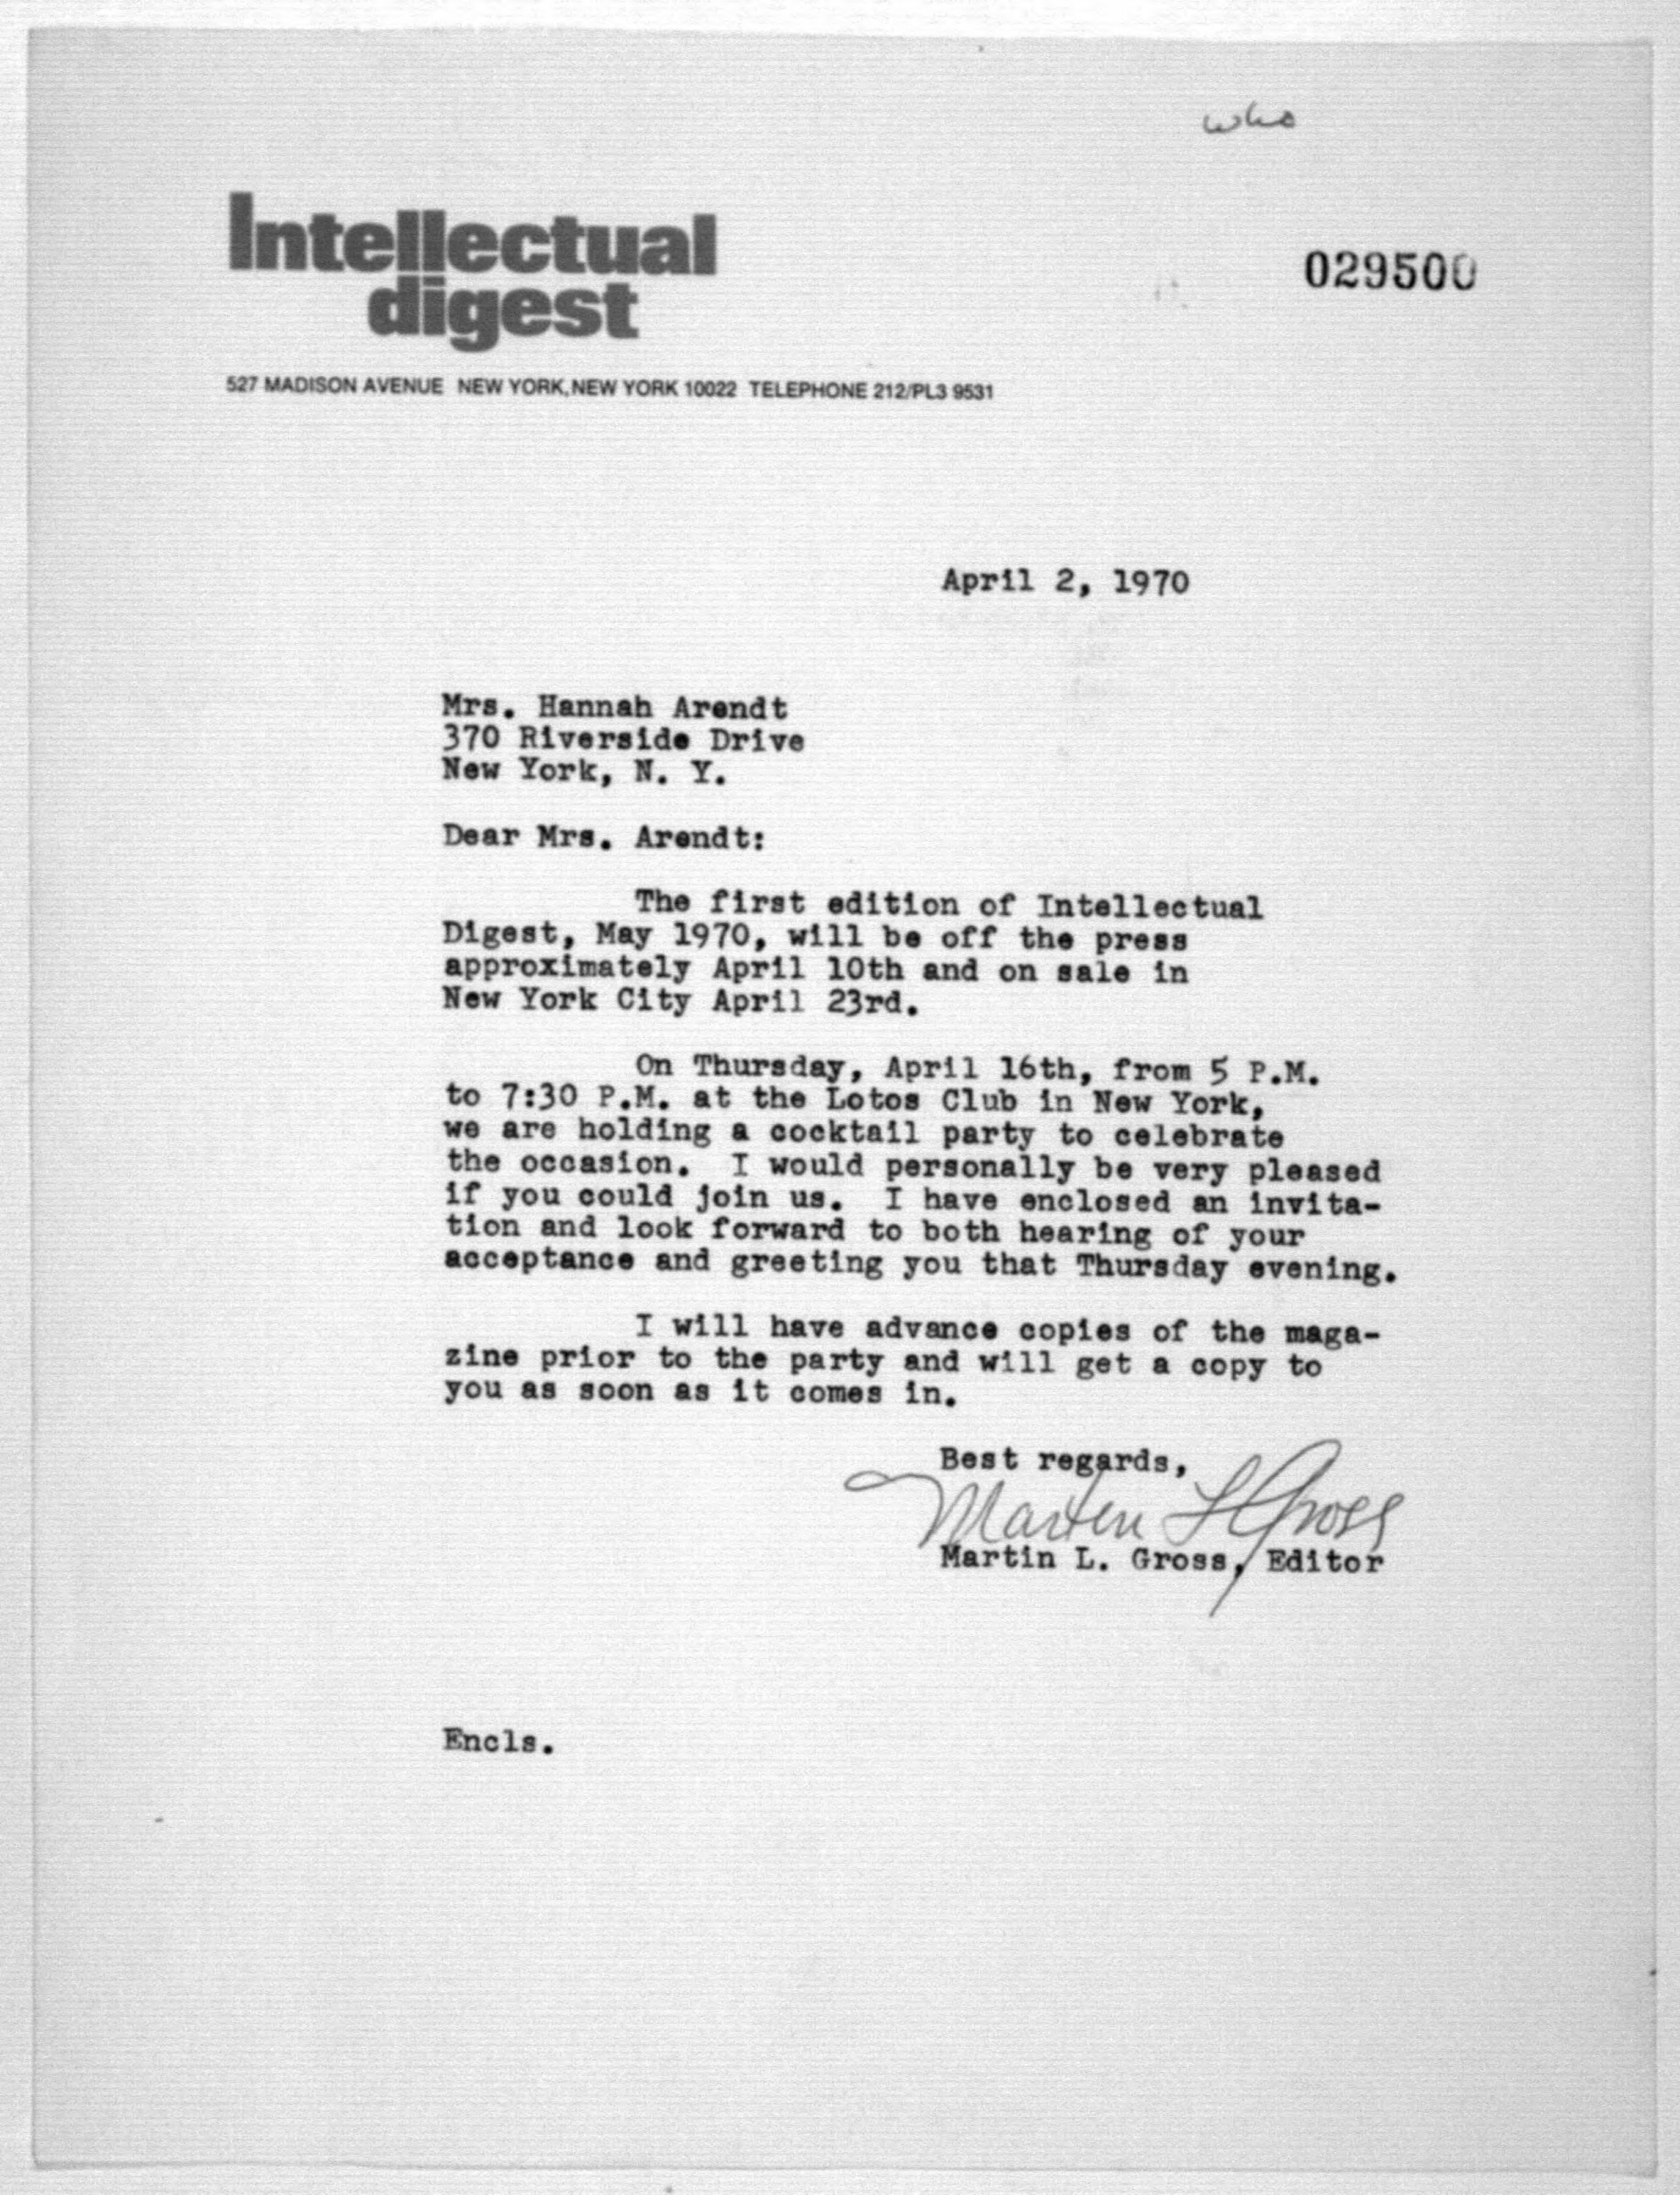 who
Intellectual
digest
029500
527 MADISON AVENUE NEW YORK, NEW YORK 10022 TELEPHONE 212/PL3 9531
April 2, 1970
Mrs. Hannah Arendt
370 Riverside Drive
New York, N. Y.
Dear Mrs. Arendt:
The first edition of Intellectual
Digest, May 1970, will be off the press
approximately April 10th and on sale in
New York City April 23rd.
On Thursday, April 16th, from 5 P.M.
to 7:30 P.M. at the Lotos Club in New York,
we are holding a cocktail party to celebrate
the occasion. I would personally be very pleased
if you could join us. I have enclosed an invita-
tion and look forward to both hearing of your
acceptance and greeting you that Thursday evening.
I will have advance copies of the maga-
zine prior to the party and will get a copy to
you as soon as it comes in.
Best regards,
Martin L Gross
Martin L. Gross, Editor
Encls.